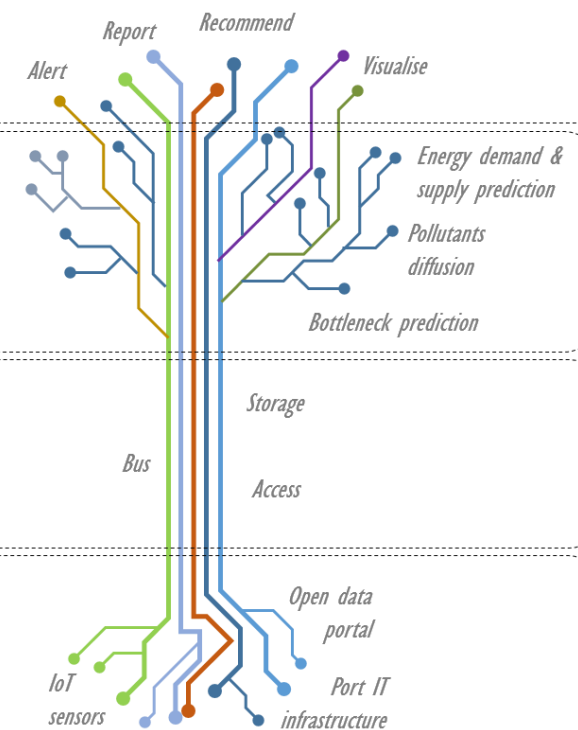 Report
Recommend
Alert
Visualise
Energy demand &
supply prediction
Pollutants
diffusion
Bottleneck prediction
Storage
Bus
Access
Open data
portal
IoT
sensors
Port IT
infrastructure